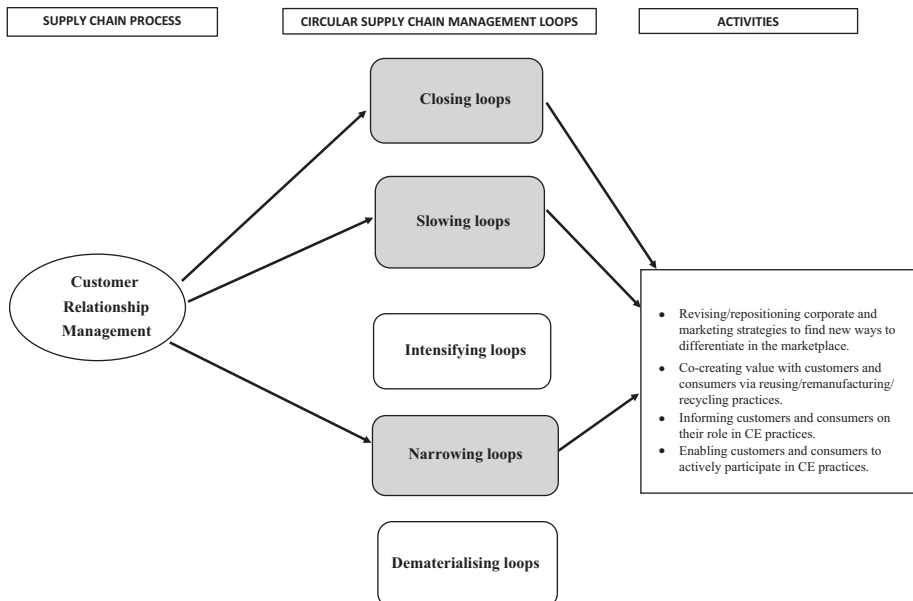 SUPPLY CHAIN PROCESS
CIRCULAR SUPPLY CHAIN MANAGEMENT LOOPS
ACTIVITIES
Closing loops
Slowing loops
Customer
Relationship
Management
Intensifying loops
Narrowing loops
Dematerialising loops
• Revising/repositioning corporate and
marketing strategies to find new ways to
differentiate in the marketplace.
• Co-creating value with customers and
consumers via reusing/remanufacturing/
recycling practices.
• Informing customers and consumers on
their role in CE practices.
• Enabling customers and consumers to
actively participate in CE practices.